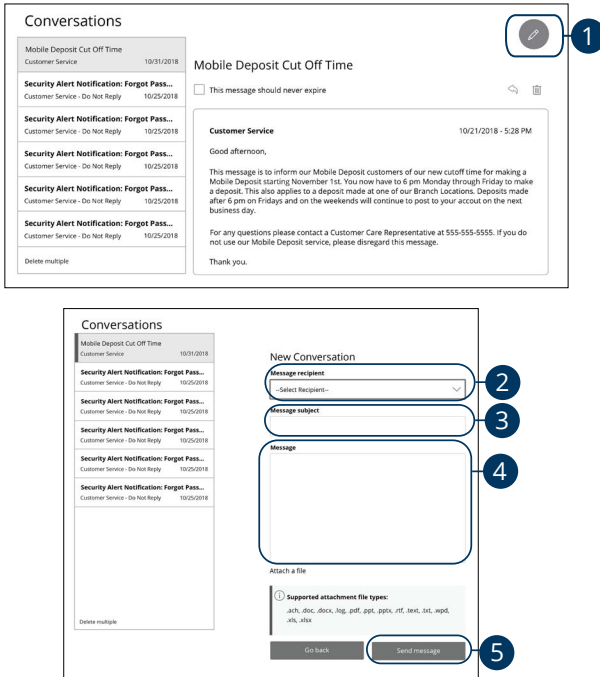 Conversations
1
Mobile Deposit Cut Off Time
Customer Service 10/31/2018
Security Alert Notification: Forgot Pass...
Customer Service - Do Not Reply 10/25/2018
Security Alert Notification: Forgot Pass...
Customer Service - Do Not Reply 10/25/2018
Security Alert Notification: Forgot Pass...
Customer Service - Do Not Reply 10/25/2018
Security Alert Notification: Forgot Pass...
Customer Service - Do Not Reply 10/25/2018
Security Alert Notification: Forgot Pass...
Customer Service - Do Not Reply 10/25/2018
Delete multiple
Mobile Deposit Cut Off Time
This message should never expire
Customer Service 10/21/2018 - 5:28 PM
Good afternoon,
This message is to inform our Mobile Deposit customers of our new cutoff time for making a
Mobile Deposit starting November 1st. You now have to 6 pm Monday through Friday to make
a deposit. This also applies to a deposit made at one of our Branch Locations. Deposits made
after 6 pm on Fridays and on the weekends will continue to post to your accout on the next
business day.
For any questions please contact a Customer Care Representative at 555-555-5555. If you do
not use our Mobile Deposit service, please disregard this message.
Thank you.
Conversations
Mobile Deposit Cut Off Time
Customer Service 10/31/2018
Security Alert Notification: Forgot Pass...
Customer Service - Do Not Reply 10/25/2018
Security Alert Notification: Forgot Pass...
Customer Service - Do Not Reply 10/25/2018
Security Alert Notification: Forgot Pass...
Customer Service - Do Not Reply 10/25/2018
Security Alert Notification: Forgot Pass...
Customer Service - Do Not Reply 10/25/2018
Security Alert Notification: Forgot Pass...
Customer Service - Do Not Reply 10/25/2018
Delete multiple
New Conversation
Message recipient
--Select Recipient--
2
Message subject
3
Message
4
Attach a file
Supported attachment file types:
.ach, .doc, .docx, .log, .pdf, .ppt, .pptx, .rtf, .text, .txt, .wpd,
.xls, .xlsx
Go back Send message
5